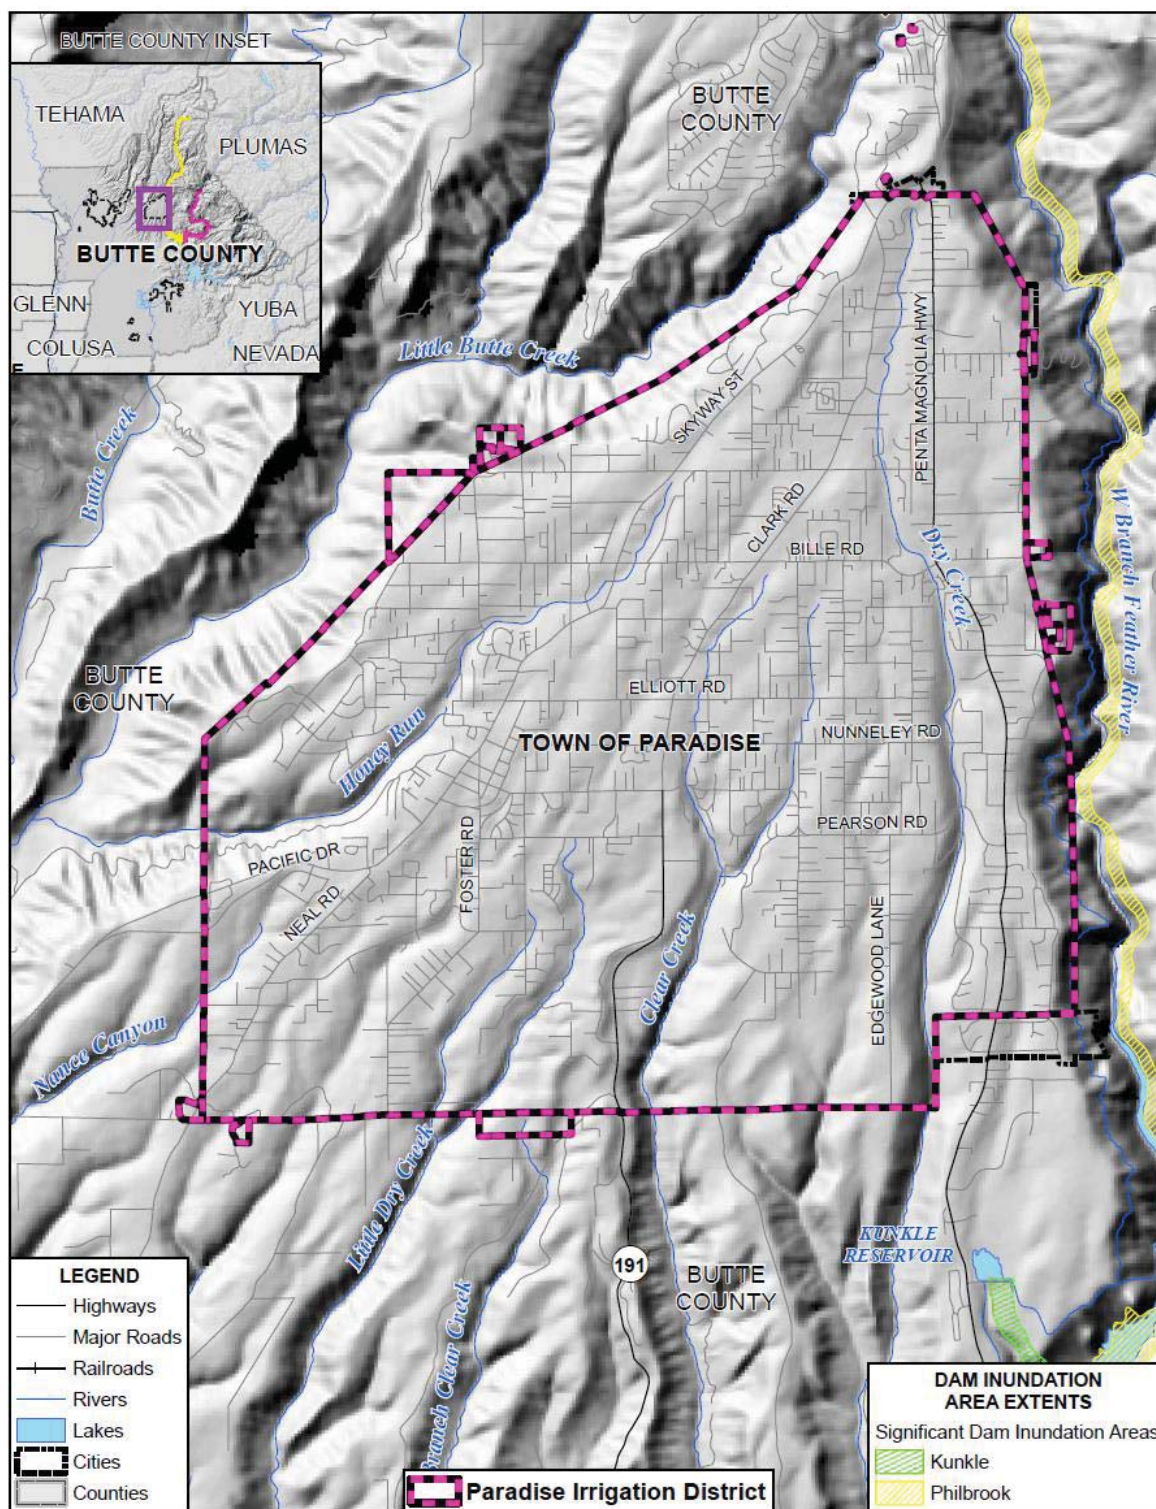 BUTTE COUNTY INSET
TEHAMA
PLUMAS
BUTTE COUNTY
GLENN
YUBA
COLUSA
NEVADA
BUTTE
COUNTY
Little Butte Creek
Butte Creek
SKYWAY ST
PENTA MAGNOLIA HWY
CLARK RD
BILLE RD
Dry Creek
W Branch Feather River
BUTTE
COUNTY
ELLIOTT RD
Honey Run
TOWN OF PARADISE
NUNNELEY RD
PEARSON RD
PACIFIC DR
FOSTER RD
NEAL RD
EDGEWOOD LANE
Clear Creek
Nance Canyon
Little Dry Creek
KUNKLE
RESERVOIR
191
BUTTE
COUNTY
Branch Clear Creek
LEGEND
Highways
Major Roads
Railroads
Rivers
Lakes
Cities
Counties
Paradise Irrigation District
DAM INUNDATION
AREA EXTENTS
Significant Dam Inundation Areas
Kunkle
Philbrook